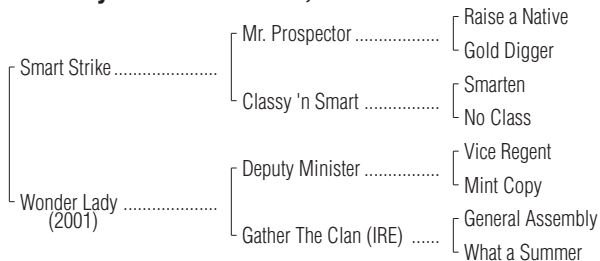 Raise a Native
Mr. Prospector ..................
Gold Digger
Smart Strike......................
Smarten
Classy 'n Smart ................
No Class
Vice Regent
Deputy Minister ................
Mint Copy
Wonder Lady ....................
(2001)
General Assembly
Gather The Clan (IRE) ......
What a Summer